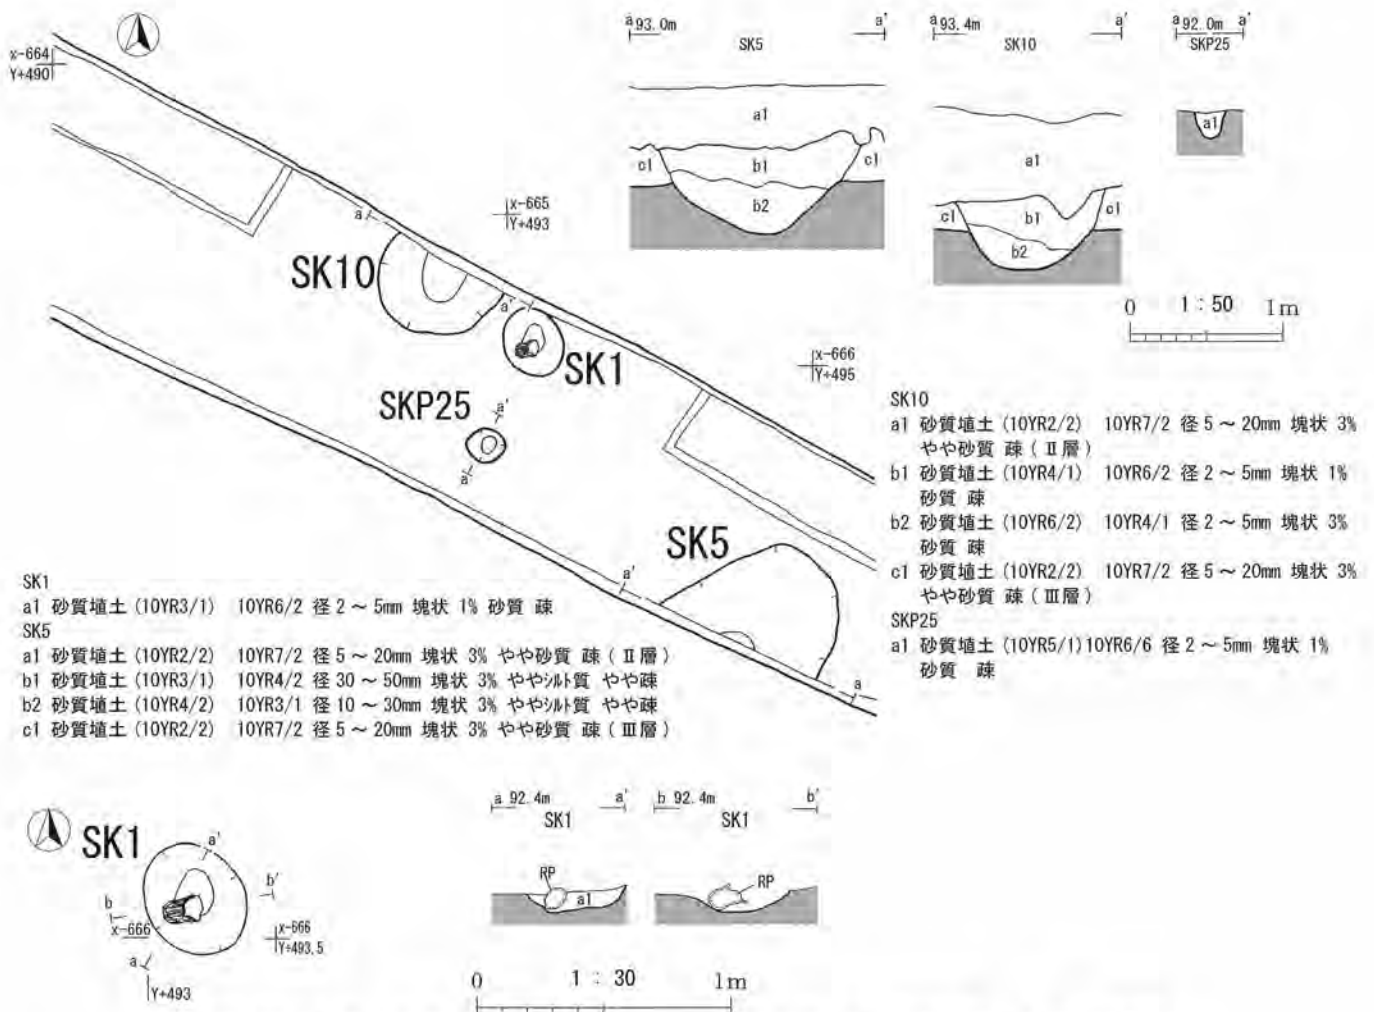 x-664
Y+490
a
x-665
Y+493
SK10
a'
SK1
x-666
Y+495
SKP25
a'
a
SK5
a'
a
a 93.0m a'
SK5
a1
c1 b1 c1
b2
a 93.4m a'
SK10
a1
c1 b1 c1
b2
a 92.0m a'
SKP25
a1
0 1:50 1m
SK10
a1 砂質埴土 (10YR2/2) 10YR7/2 径 5 ~ 20mm 塊状 3%
やや砂質 疎 (Ⅱ層)
b1 砂質埴土 (10YR4/1) 10YR6/2 径 2 ~ 5mm 塊状 1%
砂質 疎
b2 砂質埴土 (10YR6/2) 10YR4/1 径 2 ~ 5mm 塊状 3%
砂質 疎
c1 砂質埴土 (10YR2/2) 10YR7/2 径 5 ~ 20mm 塊状 3%
やや砂質 疎 (Ⅲ層)
SKP25
a1 砂質埴土 (10YR5/1) 10YR6/6 径 2 ~ 5mm 塊状 1%
砂質 疎
SK1
a1 砂質埴土 (10YR3/1) 10YR6/2 径 2 ~ 5mm 塊状 1% 砂質 疎
SK5
a1 砂質埴土 (10YR2/2) 10YR7/2 径 5 ~ 20mm 塊状 3% やや砂質 疎 (Ⅱ層)
b1 砂質埴土 (10YR3/1) 10YR4/2 径 30 ~ 50mm 塊状 3% ややシルト質 やや疎
b2 砂質埴土 (10YR4/2) 10YR3/1 径 10 ~ 30mm 塊状 3% ややシルト質 やや疎
c1 砂質埴土 (10YR2/2) 10YR7/2 径 5 ~ 20mm 塊状 3% やや砂質 疎 (Ⅲ層)
SK1
a'
b'
b
x-666
x-666
Y+493.5
a
Y+493
a 92.4m a'
SK1
RP
a1
b 92.4m b'
SK1
RP
0 1:30 1m